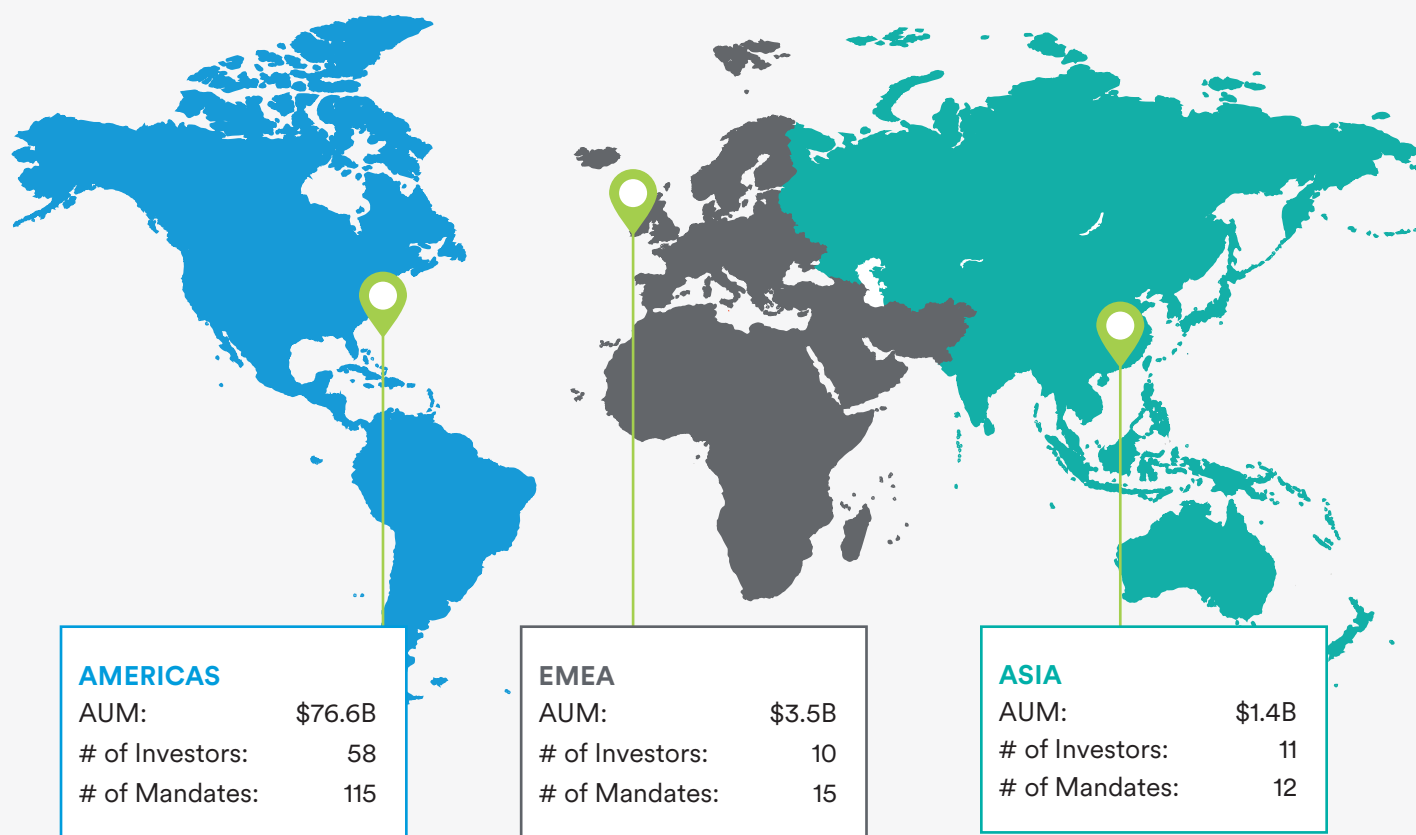 AMERICAS
AUM: $76.6B
# of Investors: 58
# of Mandates: 115
EMEA
AUM: $3.5B
# of Investors: 10
# of Mandates: 15
ASIA
AUM: $1.4B
# of Investors: 11
# of Mandates: 12